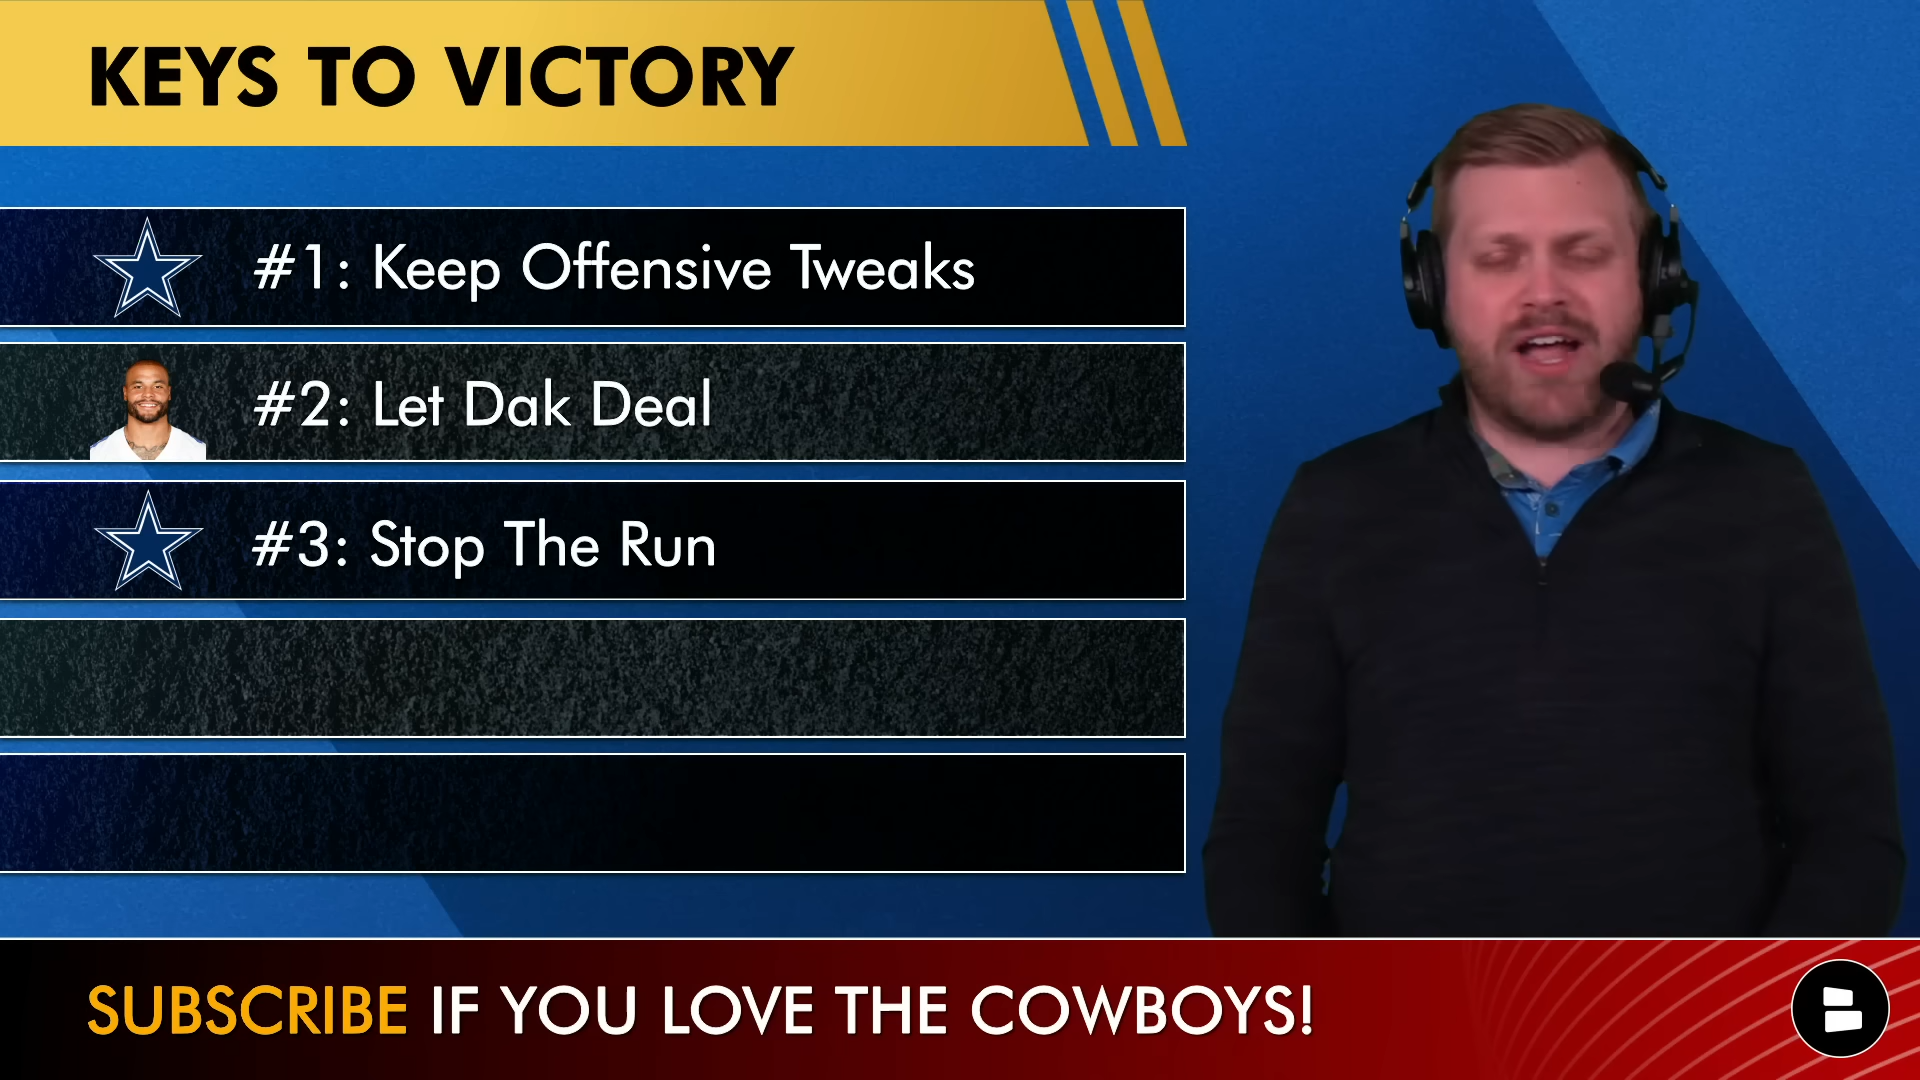 KEYS TO VICTORY
#1: Keep Offensive Tweaks
#2: Let Dak Deal
#3: Stop The Run
SUBSCRIBE IF YOU LOVE THE COWBOYS!